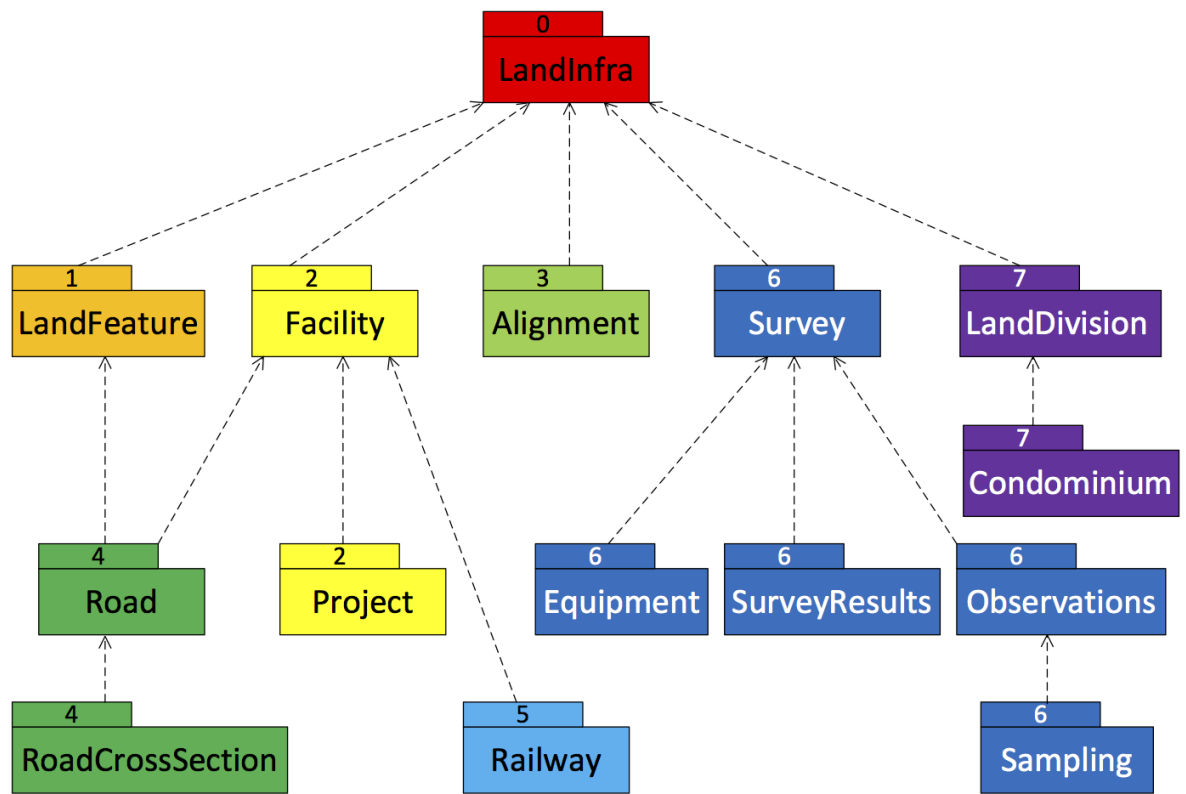 0
LandInfra
1
LandFeature
2
Facility
3
Alignment
6
Survey
7
LandDivision
7
Condominium
4
Road
2
Project
6
Equipment
6
SurveyResults
6
Observations
4
RoadCrossSection
5
Railway
6
Sampling